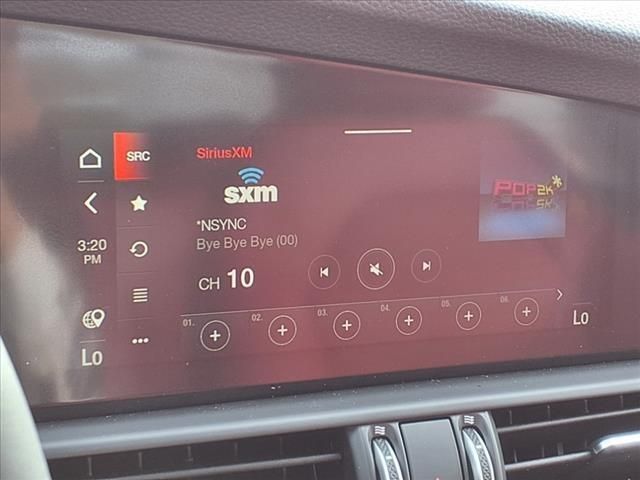 SRC
SiriusXM
sxm
POP2K
*NSYNC
Bye Bye Bye (00)
3:20
PM
CH 10
01. 02. 03. 04. 05. 06.
Lo
Lo